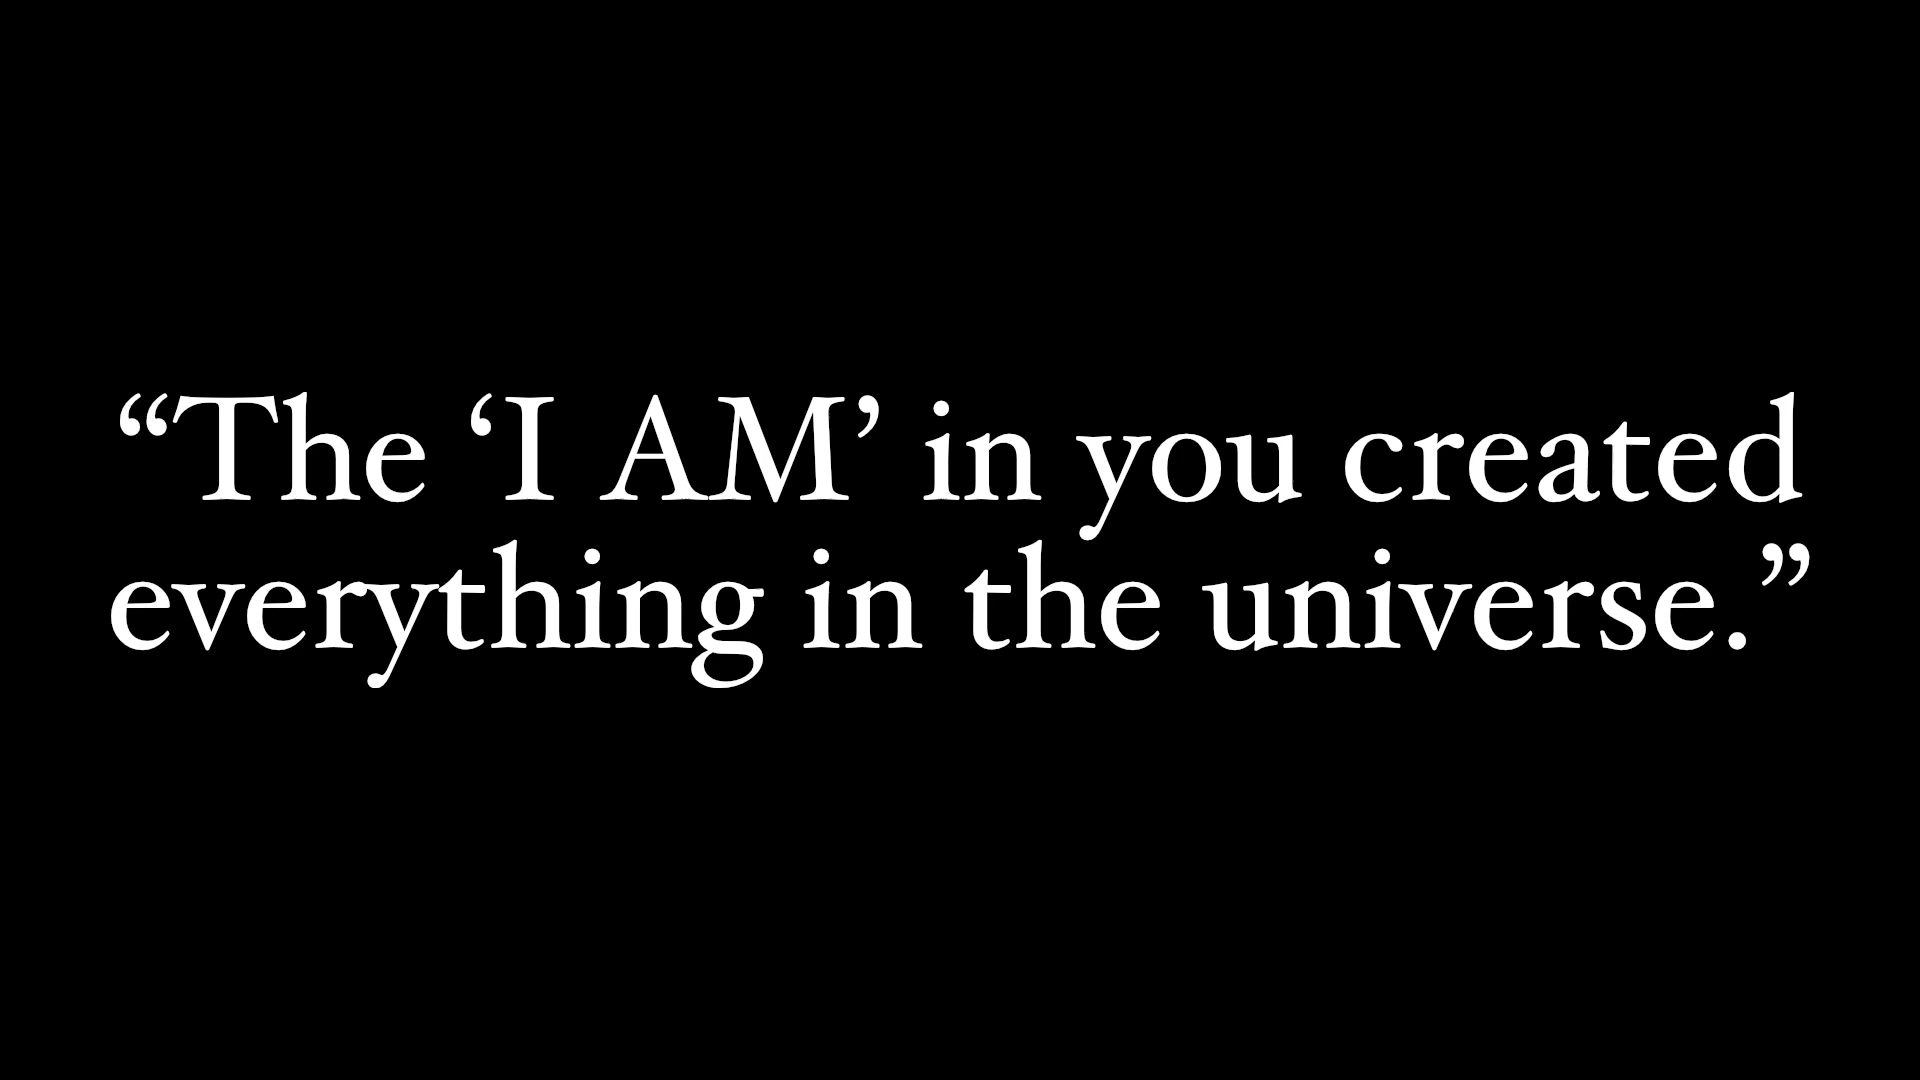 “The ‘I AM’ in you created
everything in the universe.”